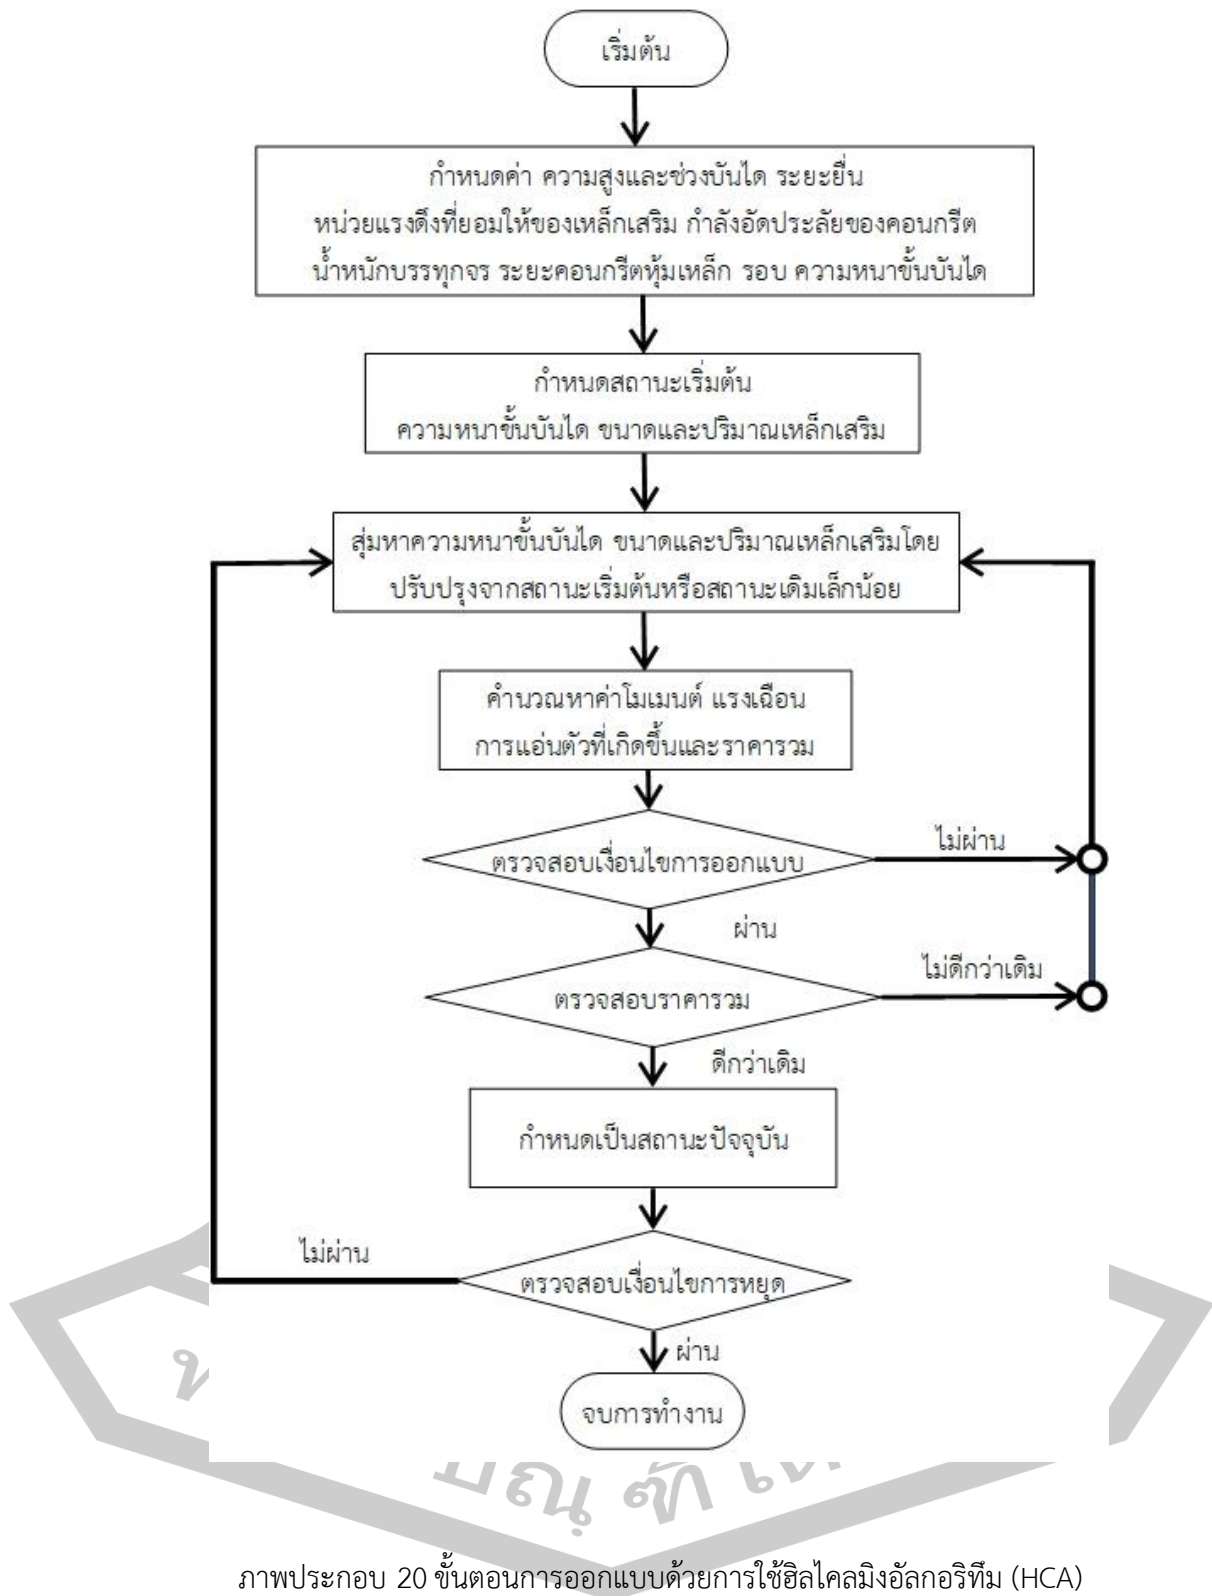 เริ่มต้น
กำหนดค่า ความสูงและช่วงบันได ระยะยื่น
หน่วยแรงดึงที่ยอมให้ของเหล็กเสริม กำลังอัดประลัยของคอนกรีต
น้ำหนักบรรทุกจร ระยะคอนกรีตหุ้มเหล็ก รอบ ความหนาขั้นบันได
กำหนดสถานะเริ่มต้น
ความหนาขั้นบันได ขนาดและปริมาณเหล็กเสริม
สุ่มหาความหนาขั้นบันได ขนาดและปริมาณเหล็กเสริมโดย
ปรับปรุงจากสถานะเริ่มต้นหรือสถานะเดิมเล็กน้อย
คำนวณหาค่าโมเมนต์ แรงเฉือน
การแอ่นตัวที่เกิดขึ้นและราคารวม
ตรวจสอบเงื่อนไขการออกแบบ
ไม่ผ่าน
ผ่าน
ตรวจสอบราคารวม
ไม่ดีกว่าเดิม
ดีกว่าเดิม
กำหนดเป็นสถานะปัจจุบัน
ไม่ผ่าน
ตรวจสอบเงื่อนไขการหยุด
ผ่าน
จบการทำงาน
ภาพประกอบ 20 ขั้นตอนการออกแบบด้วยการใช้ฮิลไคลมิงอัลกอริทึม (HCA)